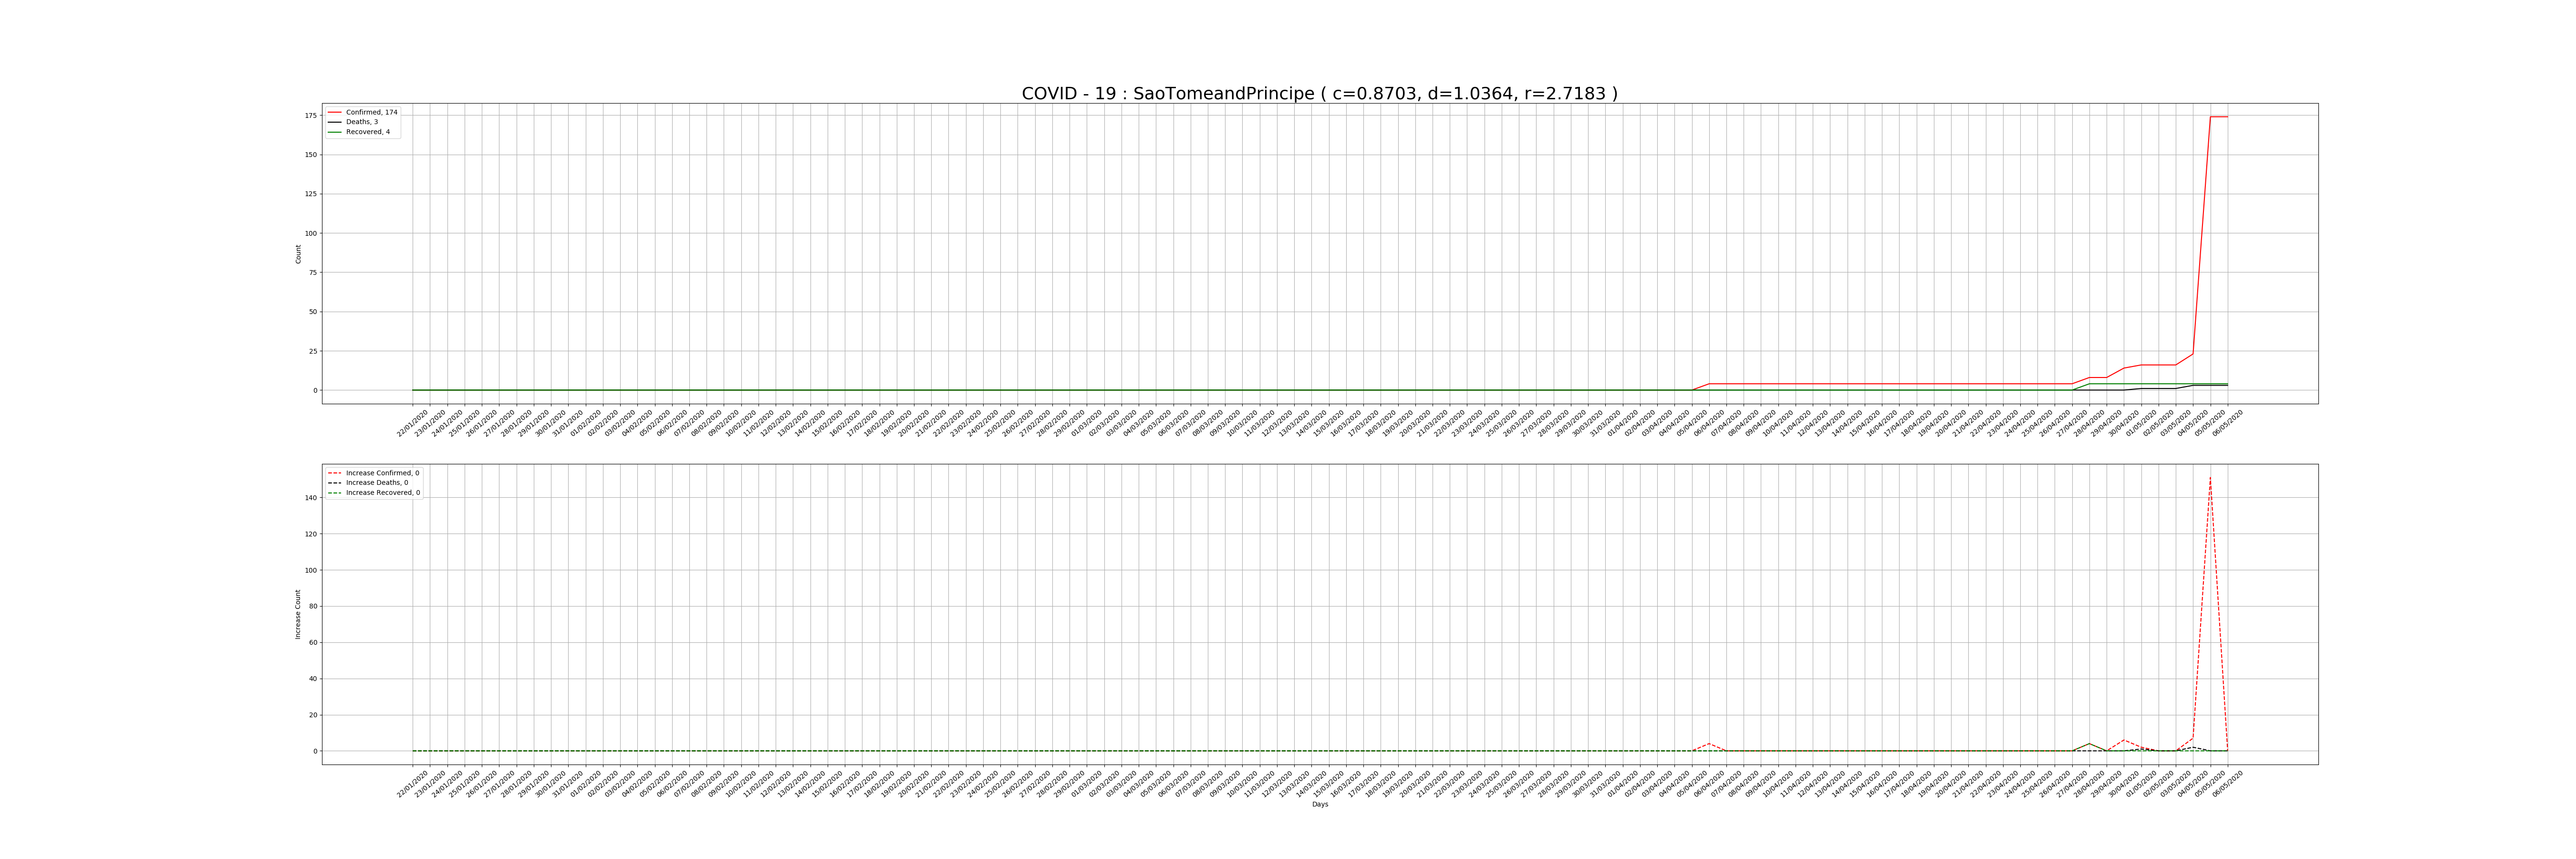 COVID - 19 : SaoTomeandPrincipe ( c=0.8703, d=1.0364, r=2.7183 )
Confirmed, 174
Deaths, 3
Recovered, 4
175
150
125
100
75
50
25
0
Count
22/01/2020 23/01/2020 24/01/2020 25/01/2020 26/01/2020 27/01/2020 28/01/2020 29/01/2020 30/01/2020 31/01/2020 01/02/2020 02/02/2020 03/02/2020 04/02/2020 05/02/2020 06/02/2020 07/02/2020 08/02/2020 09/02/2020 10/02/2020 11/02/2020 12/02/2020 13/02/2020 14/02/2020 15/02/2020 16/02/2020 17/02/2020 18/02/2020 19/02/2020 20/02/2020 21/02/2020 22/02/2020 23/02/2020 24/02/2020 25/02/2020 26/02/2020 27/02/2020 28/02/2020 29/02/2020 01/03/2020 02/03/2020 03/03/2020 04/03/2020 05/03/2020 06/03/2020 07/03/2020 08/03/2020 09/03/2020 10/03/2020 11/03/2020 12/03/2020 13/03/2020 14/03/2020 15/03/2020 16/03/2020 17/03/2020 18/03/2020 19/03/2020 20/03/2020 21/03/2020 22/03/2020 23/03/2020 24/03/2020 25/03/2020 26/03/2020 27/03/2020 28/03/2020 29/03/2020 30/03/2020 31/03/2020 01/04/2020 02/04/2020 03/04/2020 04/04/2020 05/04/2020 06/04/2020 07/04/2020 08/04/2020 09/04/2020 10/04/2020 11/04/2020 12/04/2020 13/04/2020 14/04/2020 15/04/2020 16/04/2020 17/04/2020 18/04/2020 19/04/2020 20/04/2020 21/04/2020 22/04/2020 23/04/2020 24/04/2020 25/04/2020 26/04/2020 27/04/2020 28/04/2020 29/04/2020 30/04/2020 01/05/2020 02/05/2020 03/05/2020 04/05/2020 05/05/2020 06/05/2020
Increase Confirmed, 0
Increase Deaths, 0
Increase Recovered, 0
140
120
100
80
60
40
20
0
Increase Count
22/01/2020 23/01/2020 24/01/2020 25/01/2020 26/01/2020 27/01/2020 28/01/2020 29/01/2020 30/01/2020 31/01/2020 01/02/2020 02/02/2020 03/02/2020 04/02/2020 05/02/2020 06/02/2020 07/02/2020 08/02/2020 09/02/2020 10/02/2020 11/02/2020 12/02/2020 13/02/2020 14/02/2020 15/02/2020 16/02/2020 17/02/2020 18/02/2020 19/02/2020 20/02/2020 21/02/2020 22/02/2020 23/02/2020 24/02/2020 25/02/2020 26/02/2020 27/02/2020 28/02/2020 29/02/2020 01/03/2020 02/03/2020 03/03/2020 04/03/2020 05/03/2020 06/03/2020 07/03/2020 08/03/2020 09/03/2020 10/03/2020 11/03/2020 12/03/2020 13/03/2020 14/03/2020 15/03/2020 16/03/2020 17/03/2020 18/03/2020 19/03/2020 20/03/2020 21/03/2020 22/03/2020 23/03/2020 24/03/2020 25/03/2020 26/03/2020 27/03/2020 28/03/2020 29/03/2020 30/03/2020 31/03/2020 01/04/2020 02/04/2020 03/04/2020 04/04/2020 05/04/2020 06/04/2020 07/04/2020 08/04/2020 09/04/2020 10/04/2020 11/04/2020 12/04/2020 13/04/2020 14/04/2020 15/04/2020 16/04/2020 17/04/2020 18/04/2020 19/04/2020 20/04/2020 21/04/2020 22/04/2020 23/04/2020 24/04/2020 25/04/2020 26/04/2020 27/04/2020 28/04/2020 29/04/2020 30/04/2020 01/05/2020 02/05/2020 03/05/2020 04/05/2020 05/05/2020 06/05/2020
Days